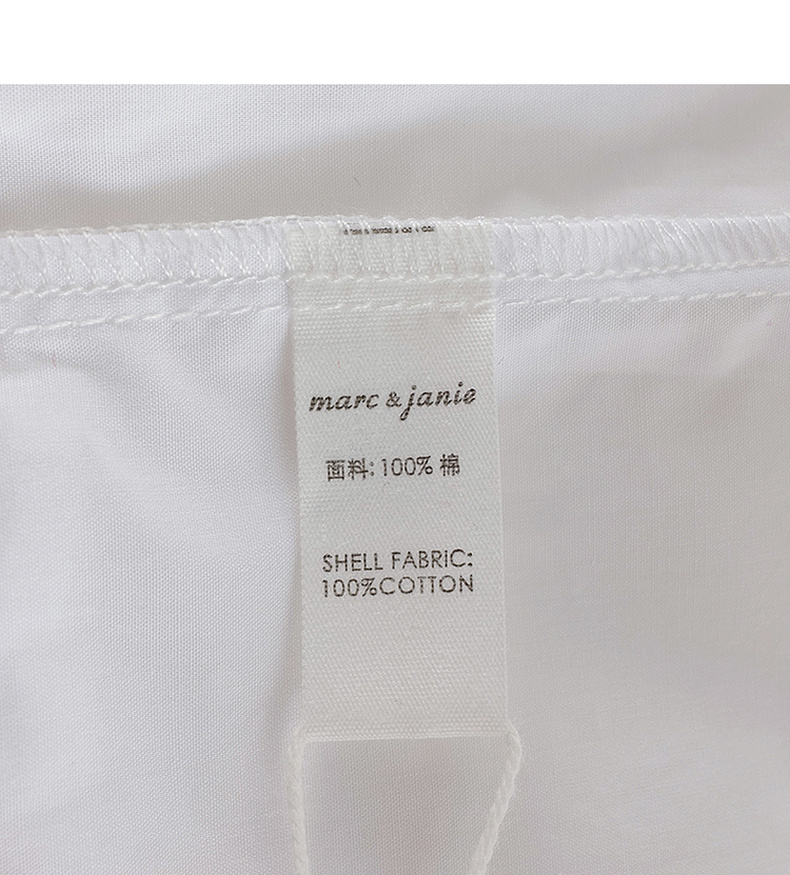 marc & janie
面料: 100% 棉
SHELL FABRIC:
100%COTTON